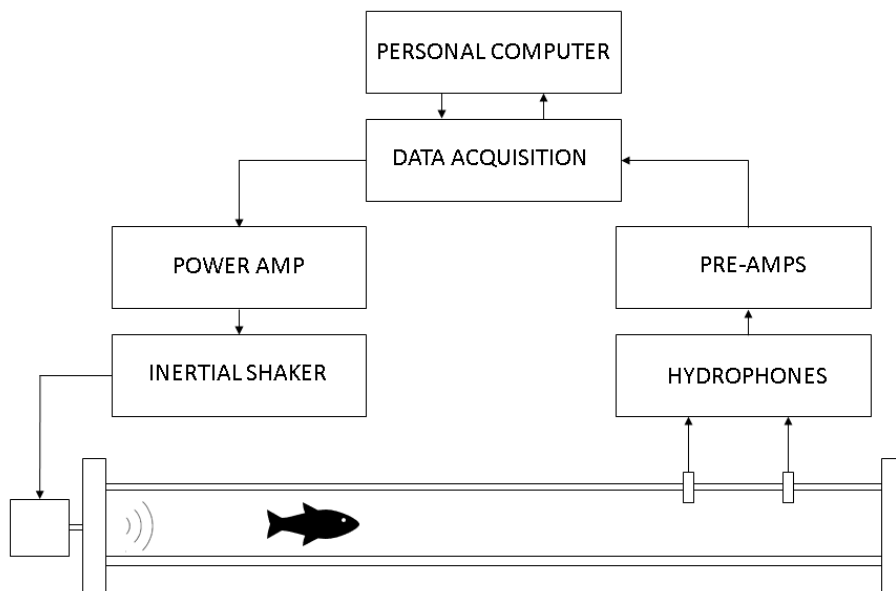 PERSONAL COMPUTER
DATA ACQUISITION
POWER AMP
PRE-AMPS
INERTIAL SHAKER
HYDROPHONES